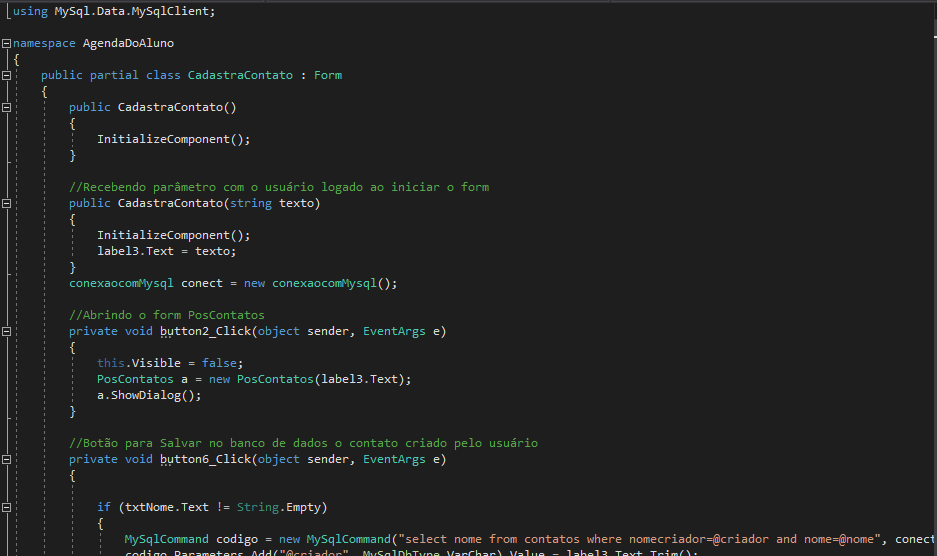 using MySql.Data.MySqlClient;
namespace AgendaDoAluno
{
public partial class CadastraContato : Form
{
public CadastraContato()
{
InitializeComponent();
}
//Recebendo parâmetro com o usuário logado ao iniciar o form
public CadastraContato(string texto)
{
InitializeComponent();
label3.Text = texto;
}
conexaocomMysql conect = new conexaocomMysql();
//Abrindo o form PosContatos
private void button2_Click(object sender, EventArgs e)
{
this.Visible = false;
PosContatos a = new PosContatos(label3.Text);
a.ShowDialog();
}
//Botão para Salvar no banco de dados o contato criado pelo usuário
private void button6_Click(object sender, EventArgs e)
{
if (txtNome.Text != String.Empty)
{
MySqlCommand codigo = new MySqlCommand("select nome from contatos where nomecriador=@criador and nome=@nome", conect
codigo.Parameters.Add("@criador", MySqlDbType.VarChar).Value = label3.Text.Trim();